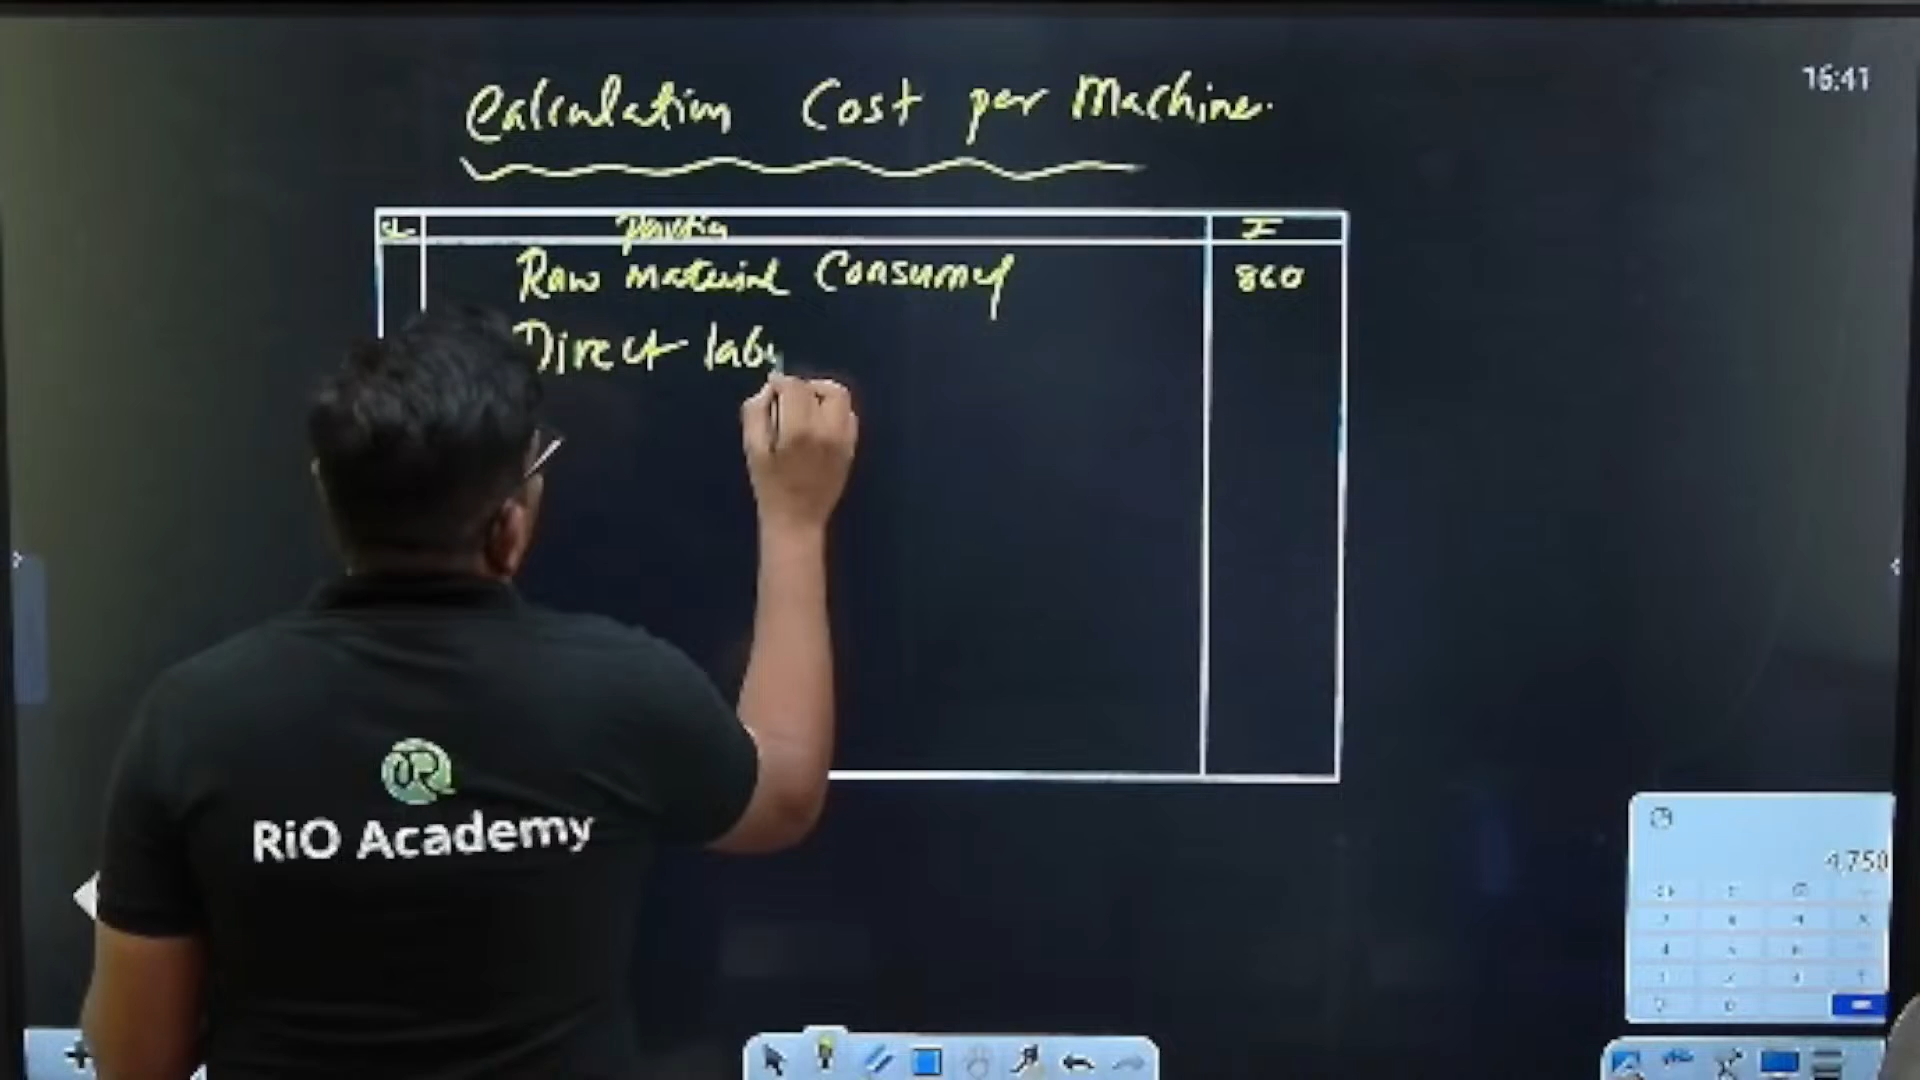 16:41
Calculation Cost per Machine.
Raw material Consumed 860
Direct lab
RiO Academy
4,750